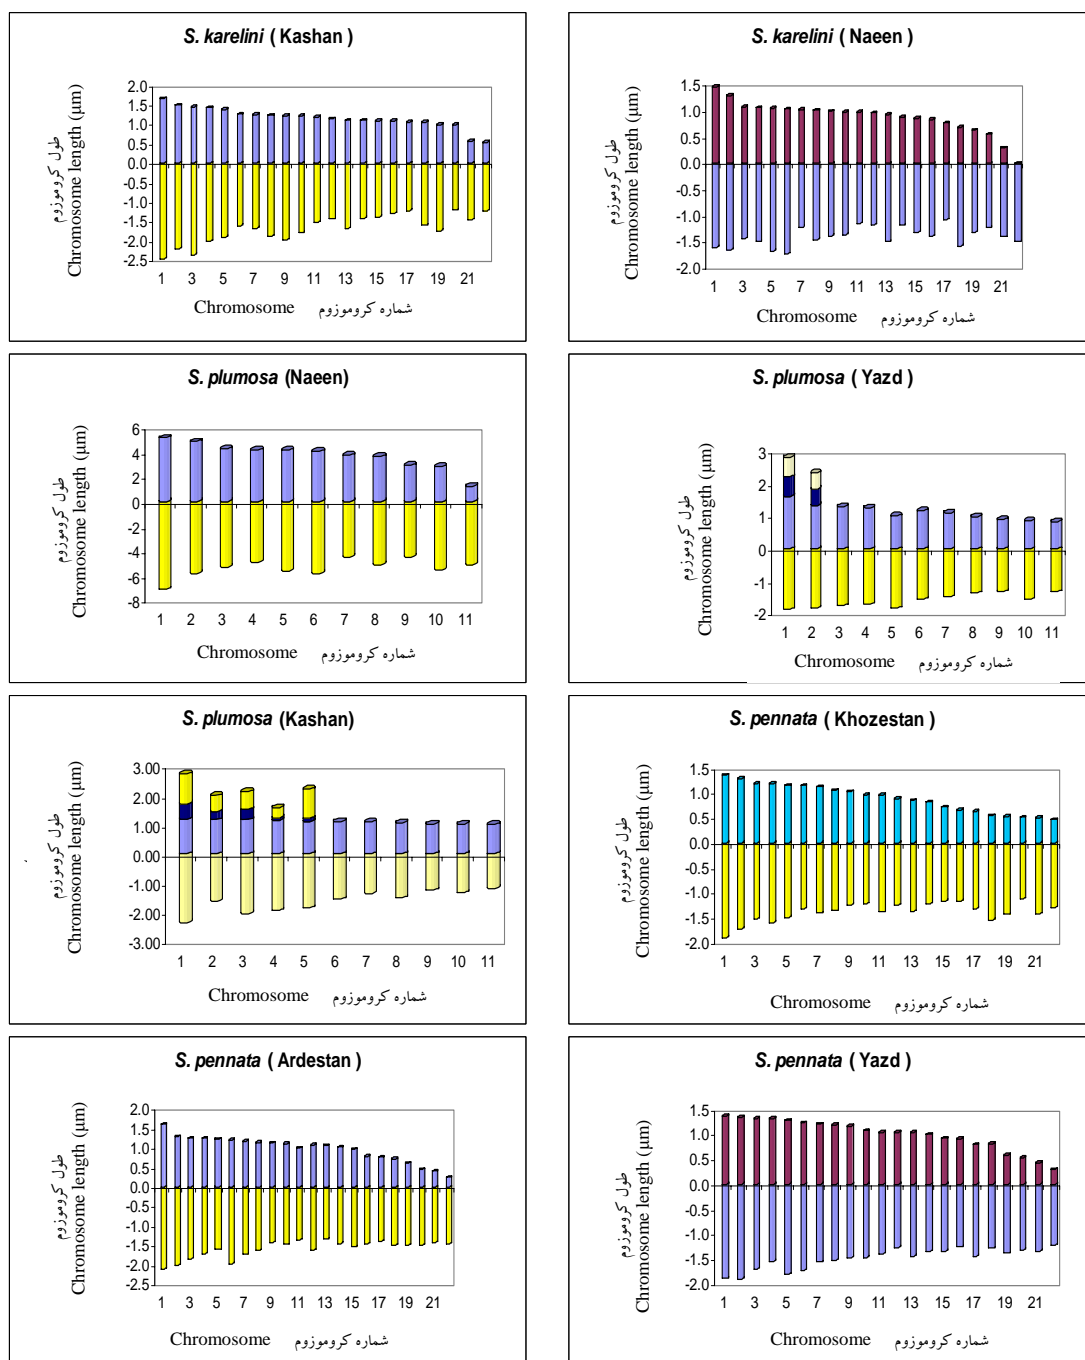 S. karelini ( Kashan )
طول کروموزوم
Chromosome length (µm)
2.0
1.5
1.0
0.5
0.0
-0.5
-1.0
-1.5
-2.0
-2.5
1 3 5 7 9 11 13 15 17 19 21
Chromosome شماره کروموزوم
S. karelini ( Naeen )
طول کروموزوم
Chromosome length (µm)
1.5
1.0
0.5
0.0
-0.5
-1.0
-1.5
-2.0
1 3 5 7 9 11 13 15 17 19 21
Chromosome شماره کروموزوم
S. plumosa (Naeen)
طول کروموزوم
Chromosome length (µm)
6
4
2
0
-2
-4
-6
-8
1 2 3 4 5 6 7 8 9 10 11
Chromosome شماره کروموزوم
S. plumosa ( Yazd )
طول کروموزوم
Chromosome length (µm)
3
2
1
0
-1
-2
1 2 3 4 5 6 7 8 9 10 11
Chromosome شماره کروموزوم
S. plumosa (Kashan)
طول کروموزوم
Chromosome length (µm)
3.00
2.00
1.00
0.00
-1.00
-2.00
-3.00
1 2 3 4 5 6 7 8 9 10 11
Chromosome شماره کروموزوم
S. pennata ( Khozestan )
طول کروموزوم
Chromosome length (µm)
1.5
1.0
0.5
0.0
-0.5
-1.0
-1.5
-2.0
1 3 5 7 9 11 13 15 17 19 21
Chromosome شماره کروموزوم
S. pennata ( Ardestan )
طول کروموزوم
Chromosome length (µm)
2.0
1.5
1.0
0.5
0.0
-0.5
-1.0
-1.5
-2.0
-2.5
1 3 5 7 9 11 13 15 17 19 21
Chromosome شماره کروموزوم
S. pennata ( Yazd )
طول کروموزوم
Chromosome length (µm)
1.5
1.0
0.5
0.0
-0.5
-1.0
-1.5
-2.0
1 3 5 7 9 11 13 15 17 19 21
Chromosome شماره کروموزوم